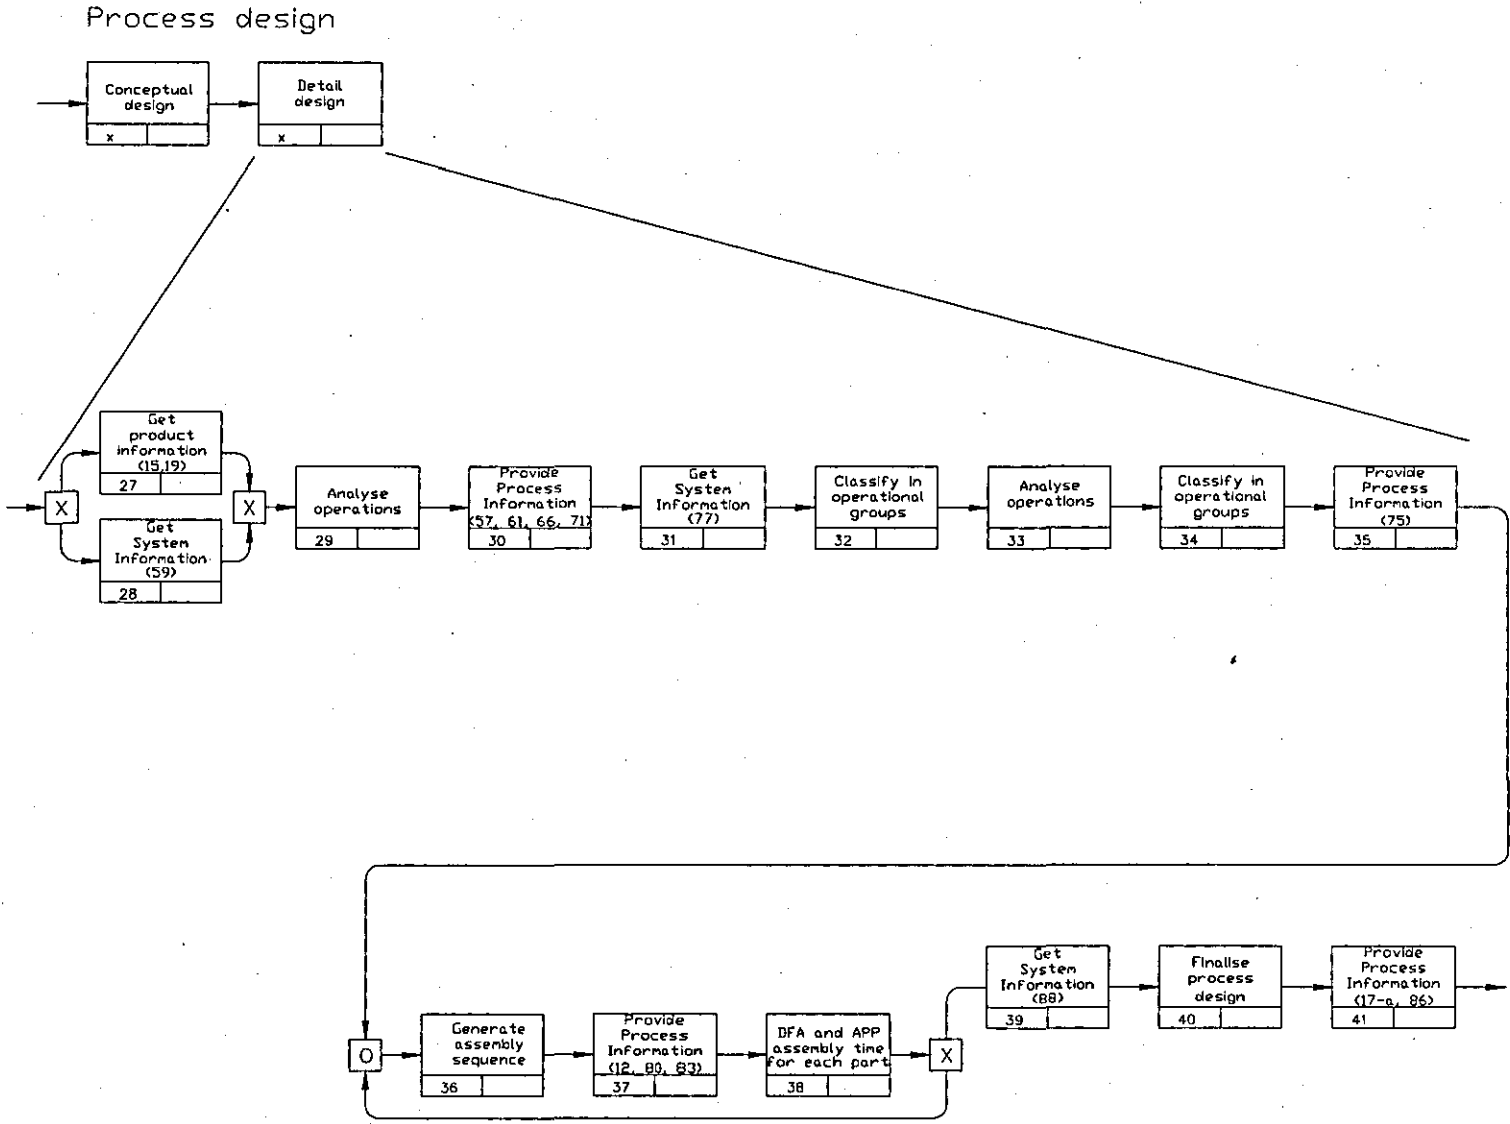 Process design
Conceptual
design
x
Detail
design
x
Get
product
information
(15,19)
27
X
X
Get
System
Information
(59)
28
Analyse
operations
29
Provide
Process
Information
(57, 61, 66, 71)
30
Get
System
Information
(77)
31
Classify in
operational
groups
32
Analyse
operations
33
Classify in
operational
groups
34
Provide
Process
Information
(75)
35
O
Generate
assembly
sequence
36
Provide
Process
Information
(12, 80, 83)
37
DFA and APP
assembly time
for each part
38
X
Get
System
Information
(88)
39
Finalise
process
design
40
Provide
Process
Information
(17-a, 86)
41